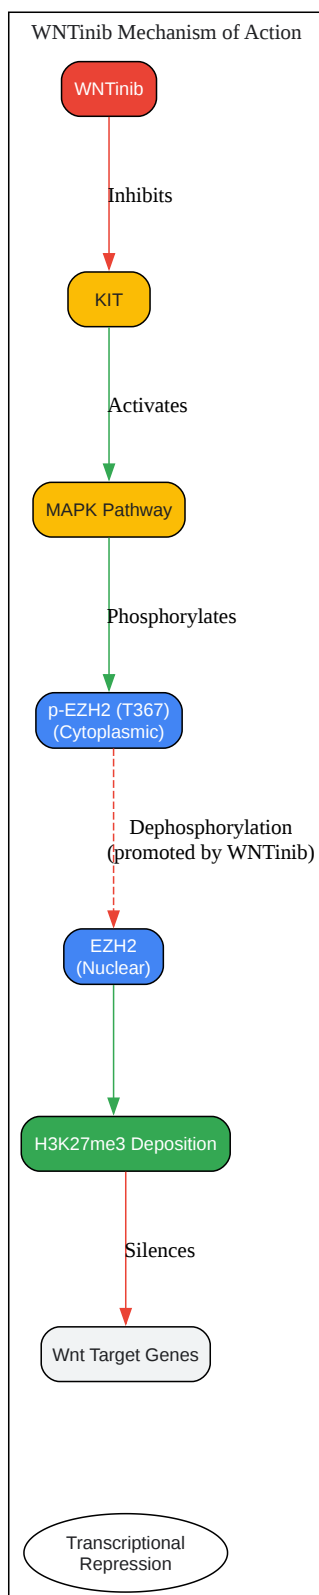 WNTinib Mechanism of Action
WNTinib
Inhibits
KIT
Activates
MAPK Pathway
Phosphorylates
p-EZH2 (T367)
(Cytoplasmic)
Dephosphorylation
(promoted by WNTinib)
EZH2
(Nuclear)
H3K27me3 Deposition
Silences
Wnt Target Genes
Transcriptional
Repression